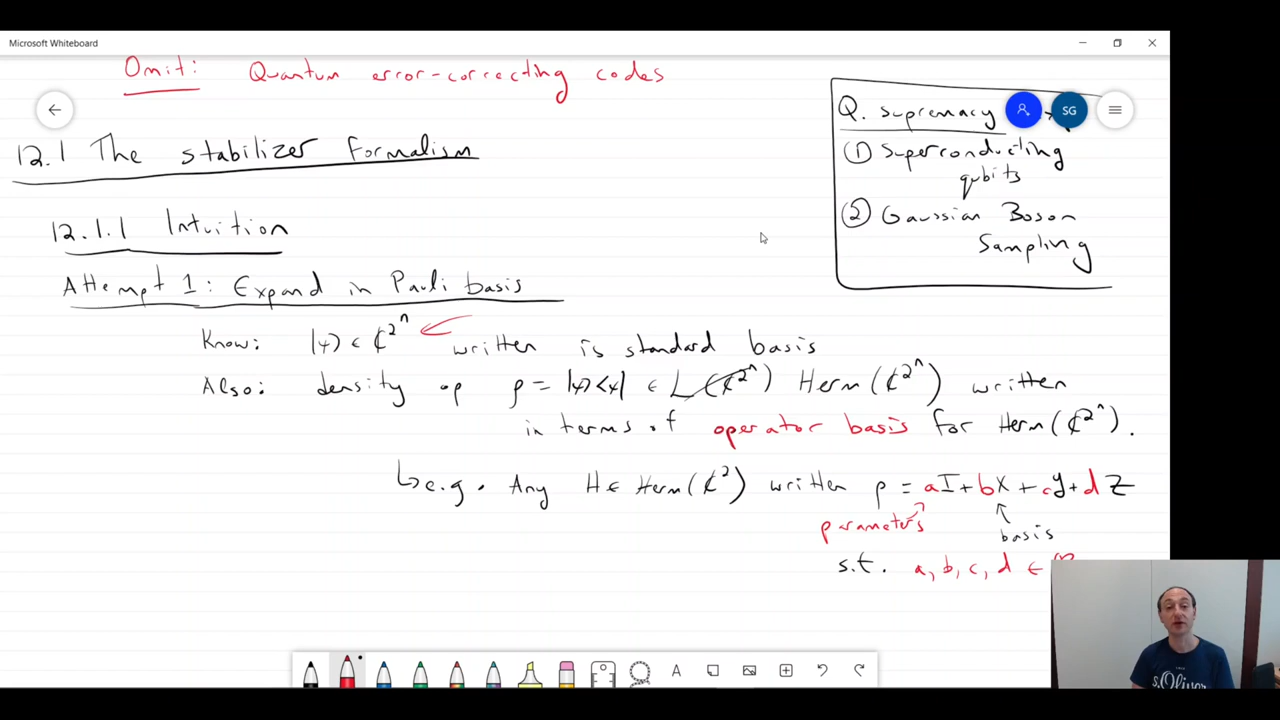 Microsoft Whiteboard
Omit: Quantum error-correcting codes
Q. Supremacy
SG
12.1 The stabilizer formalism
① Superconducting
qubits
② Gaussian Boson
Sampling
12.1.1 Intuition
Attempt 1: Expand in Pauli basis
Know: |ψ⟩ ∈ ℂ^{2^n} written is standard basis
Also: density op ρ = |ψ⟩⟨ψ| ∈ L(ℂ^{2^n}) Herm(ℂ^{2^n}) written
in terms of operator basis for Herm(ℂ^{2^n}).
↳ e.g. Any H ∈ Herm(ℂ^2) written ρ = aI + bX + cY + dZ
parameters
basis
s.t. a, b, c, d ∈
A
s.Oliver